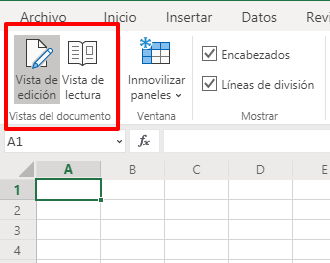 Archivo Inicio Insertar Datos Revi
Vista de edición
Vista de lectura
Vistas del documento
Inmovilizar paneles
Ventana
Encabezados
Líneas de división
Mostrar
A1 fx
A B C D E
1
2
3
4
5